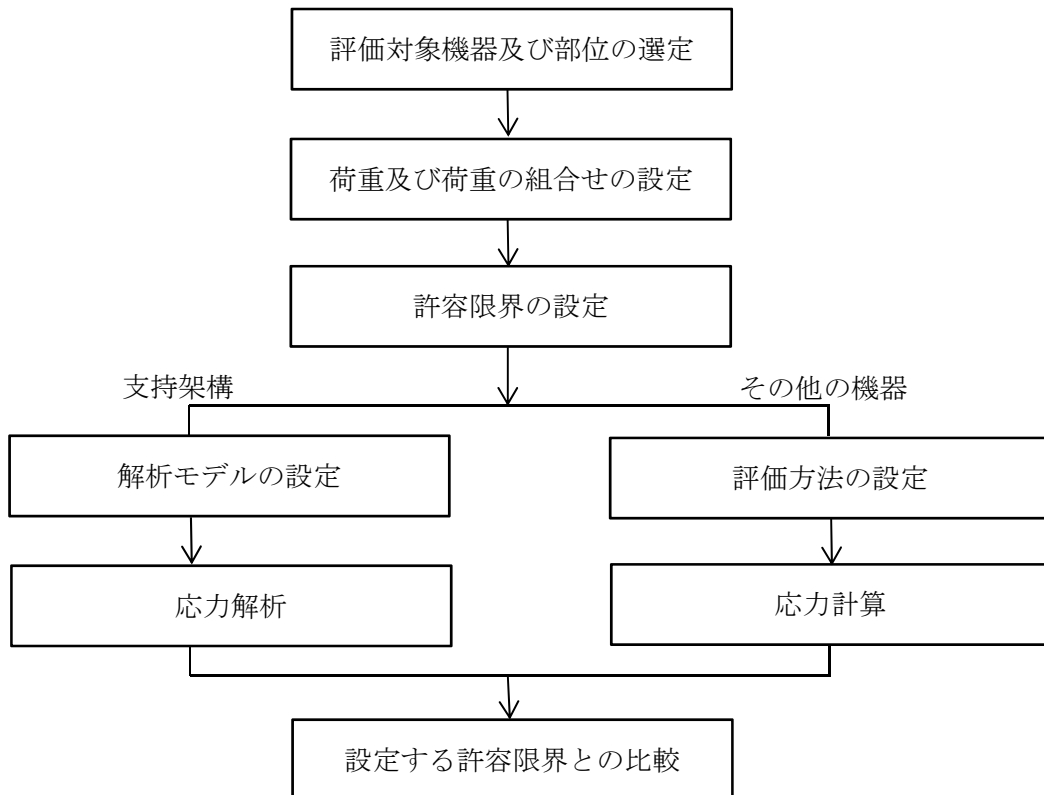 評価対象機器及び部位の選定
荷重及び荷重の組合せの設定
許容限界の設定
支持架構
その他の機器
解析モデルの設定
評価方法の設定
応力解析
応力計算
設定する許容限界との比較